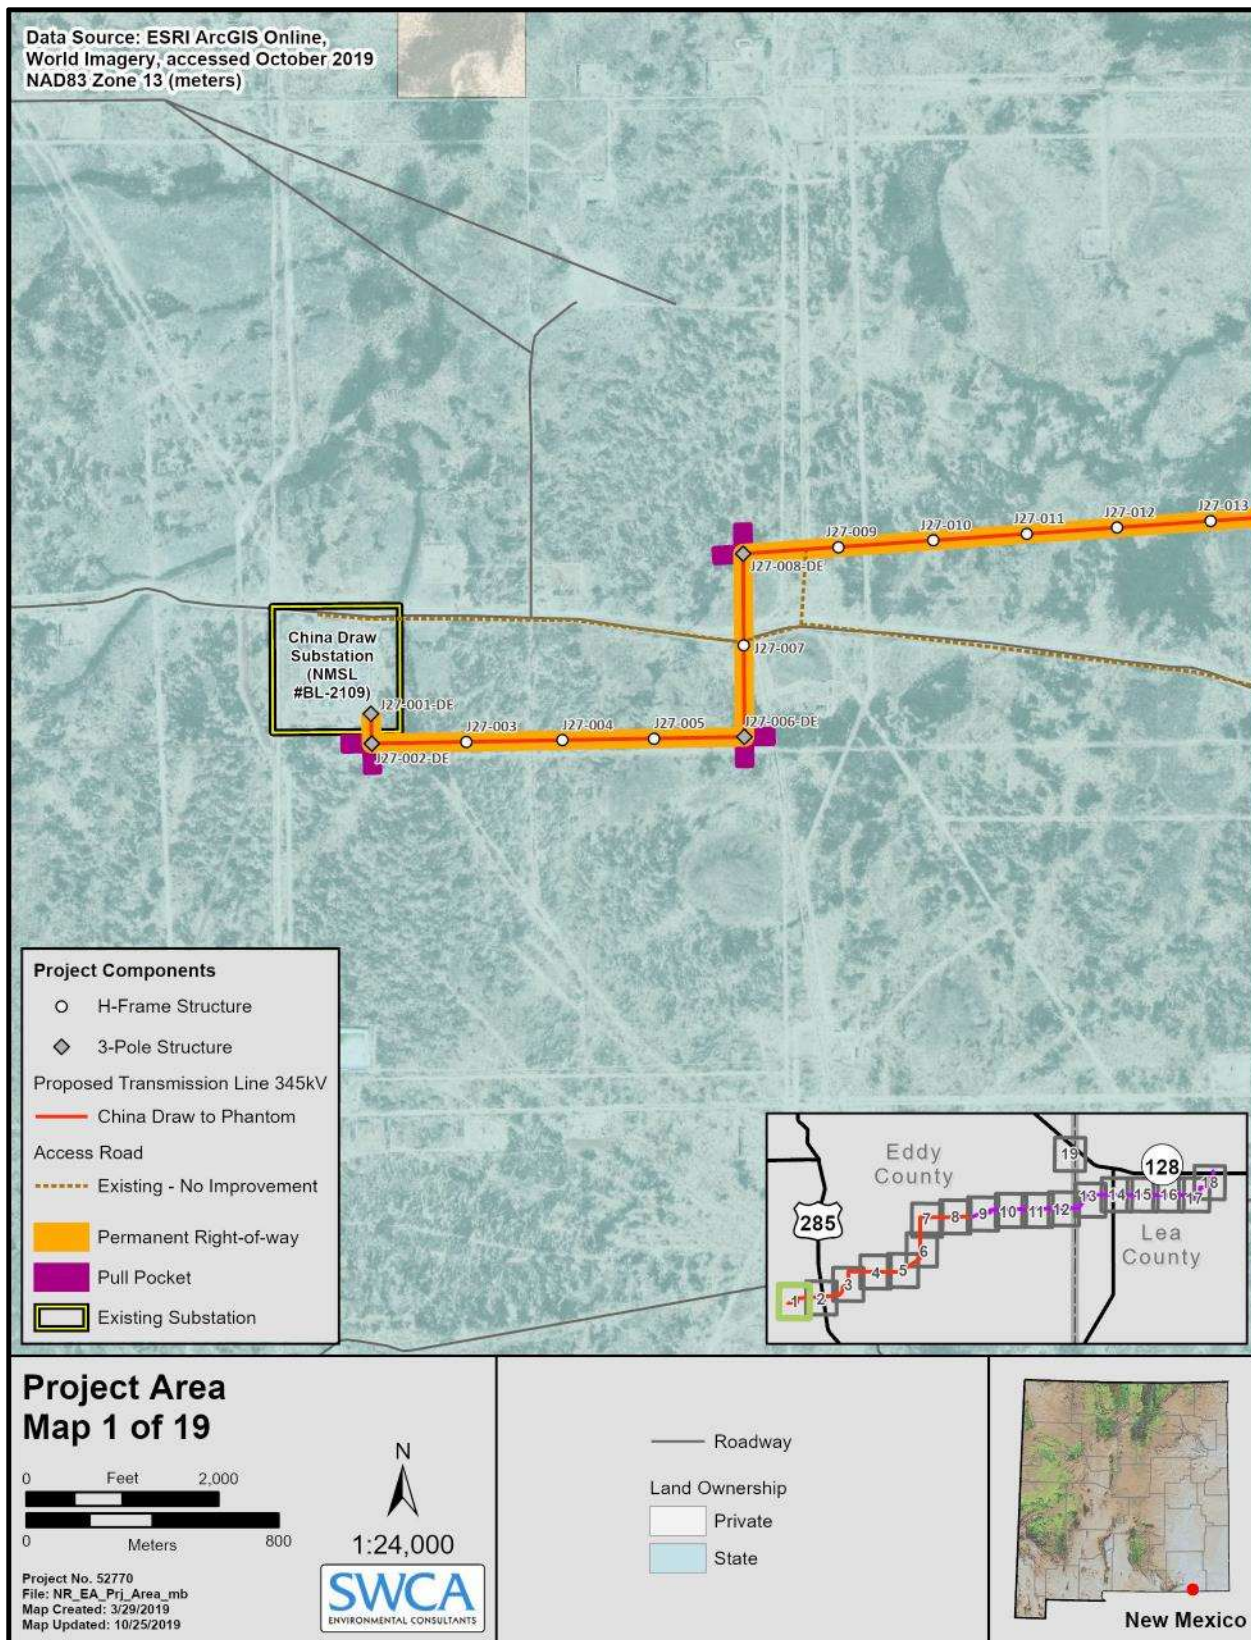 Data Source: ESRI ArcGIS Online,
World Imagery, accessed October 2019
NAD83 Zone 13 (meters)
J27-009
J27-010
J27-011
J27-012
J27-013
J27-008-DE
China Draw
Substation
(NMSL
#BL-2109)
J27-007
J27-001-DE
J27-003
J27-004
J27-005
J27-006-DE
J27-002-DE
Project Components
H-Frame Structure
3-Pole Structure
Proposed Transmission Line 345kV
China Draw to Phantom
Access Road
Existing - No Improvement
Permanent Right-of-way
Pull Pocket
Existing Substation
Eddy
County
285
128
Lea
County
1
2
3
4
5
6
7
8
9
10
11
12
13
14
15
16
17
18
19
Project Area
Map 1 of 19
0 Feet 2,000
0 Meters 800
N
1:24,000
Project No. 52770
File: NR_EA_Prj_Area_mb
Map Created: 3/29/2019
Map Updated: 10/25/2019
SWCA
ENVIRONMENTAL CONSULTANTS
Roadway
Land Ownership
Private
State
New Mexico